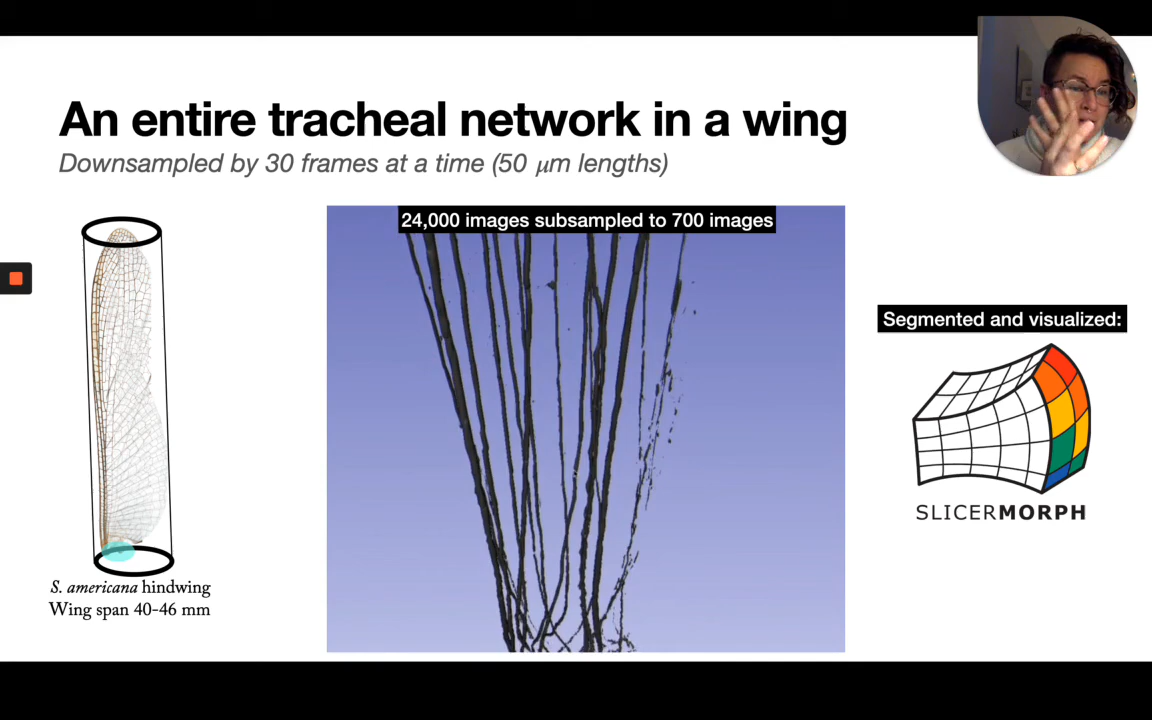 An entire tracheal network in a wing
Downsampled by 30 frames at a time (50 μm lengths)
24,000 images subsampled to 700 images
Segmented and visualized:
SLICERMORPH
S. americana hindwing
Wing span 40-46 mm